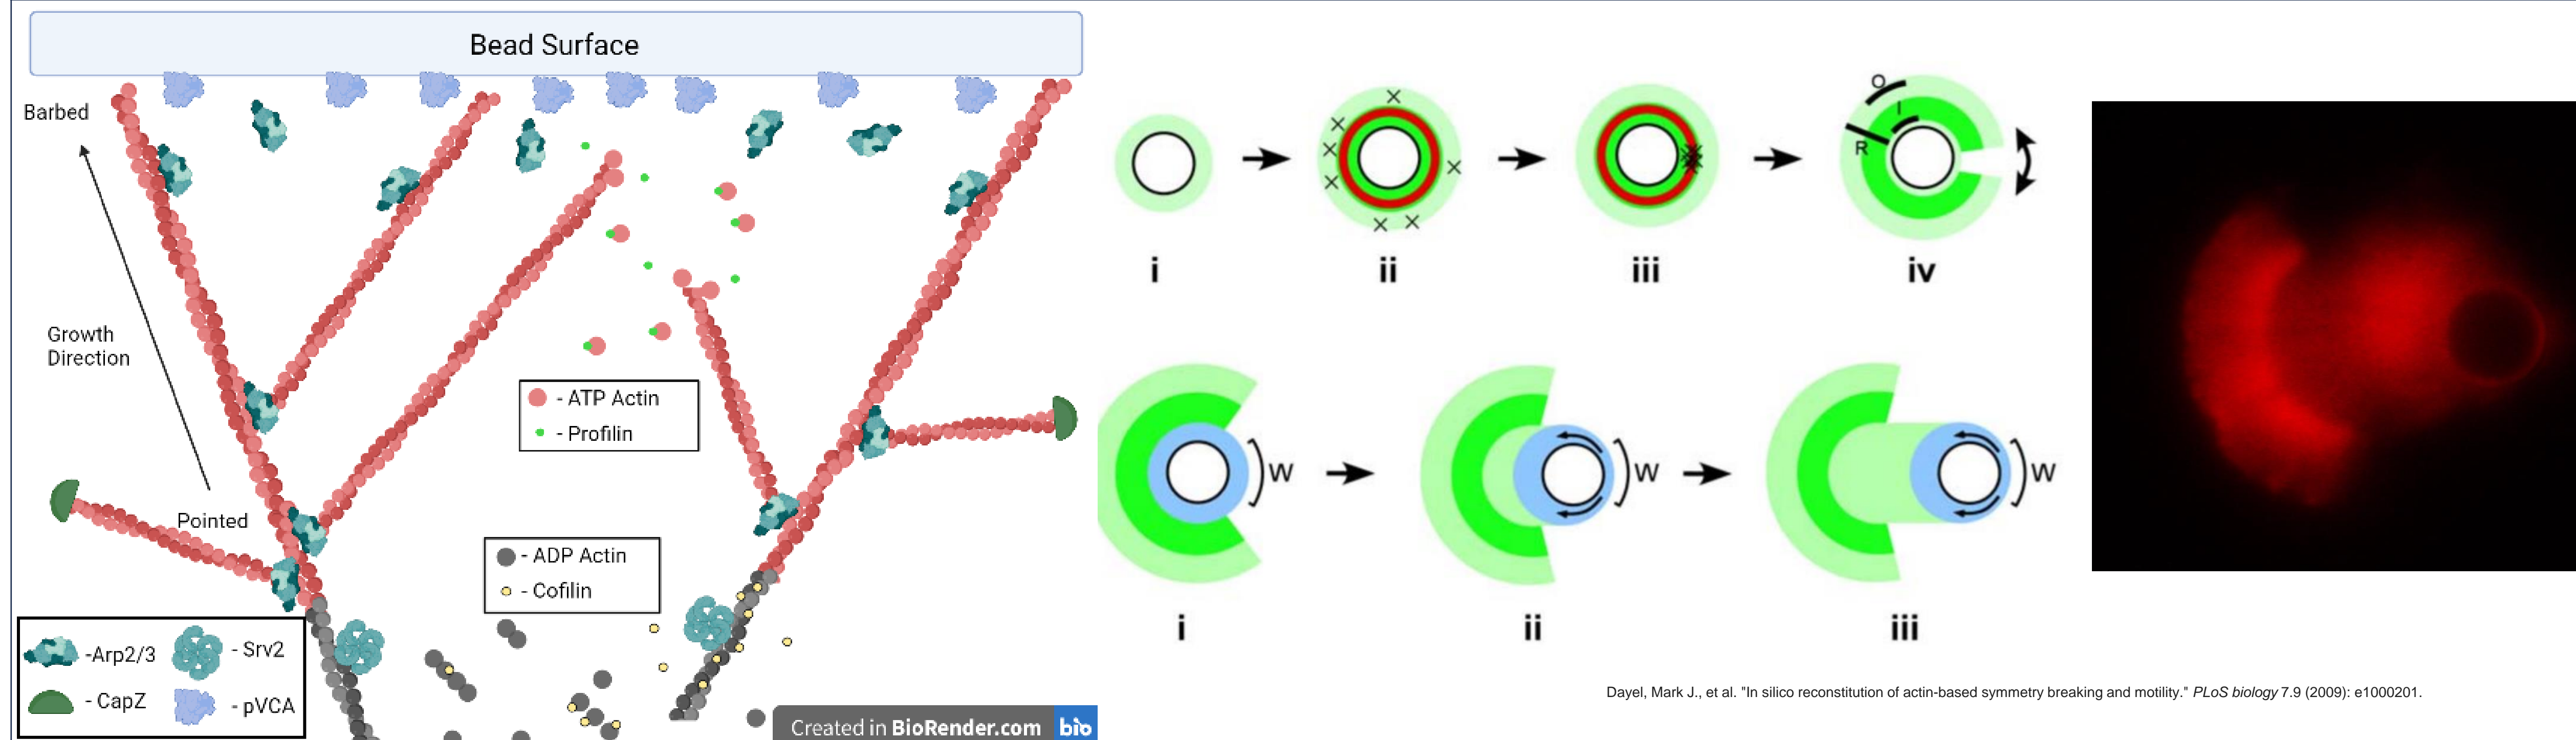 Bead Surface
Barbed
Growth
Direction
Pointed
- ATP Actin
- Profilin
- ADP Actin
- Cofilin
-Arp2/3
- Srv2
- CapZ
- pVCA
Created in BioRender.com bio
i
ii
iii
iv
O
I
R
W
W
W
i
ii
iii
Dayel, Mark J., et al. "In silico reconstitution of actin-based symmetry breaking and motility." PLoS biology 7.9 (2009): e1000201.